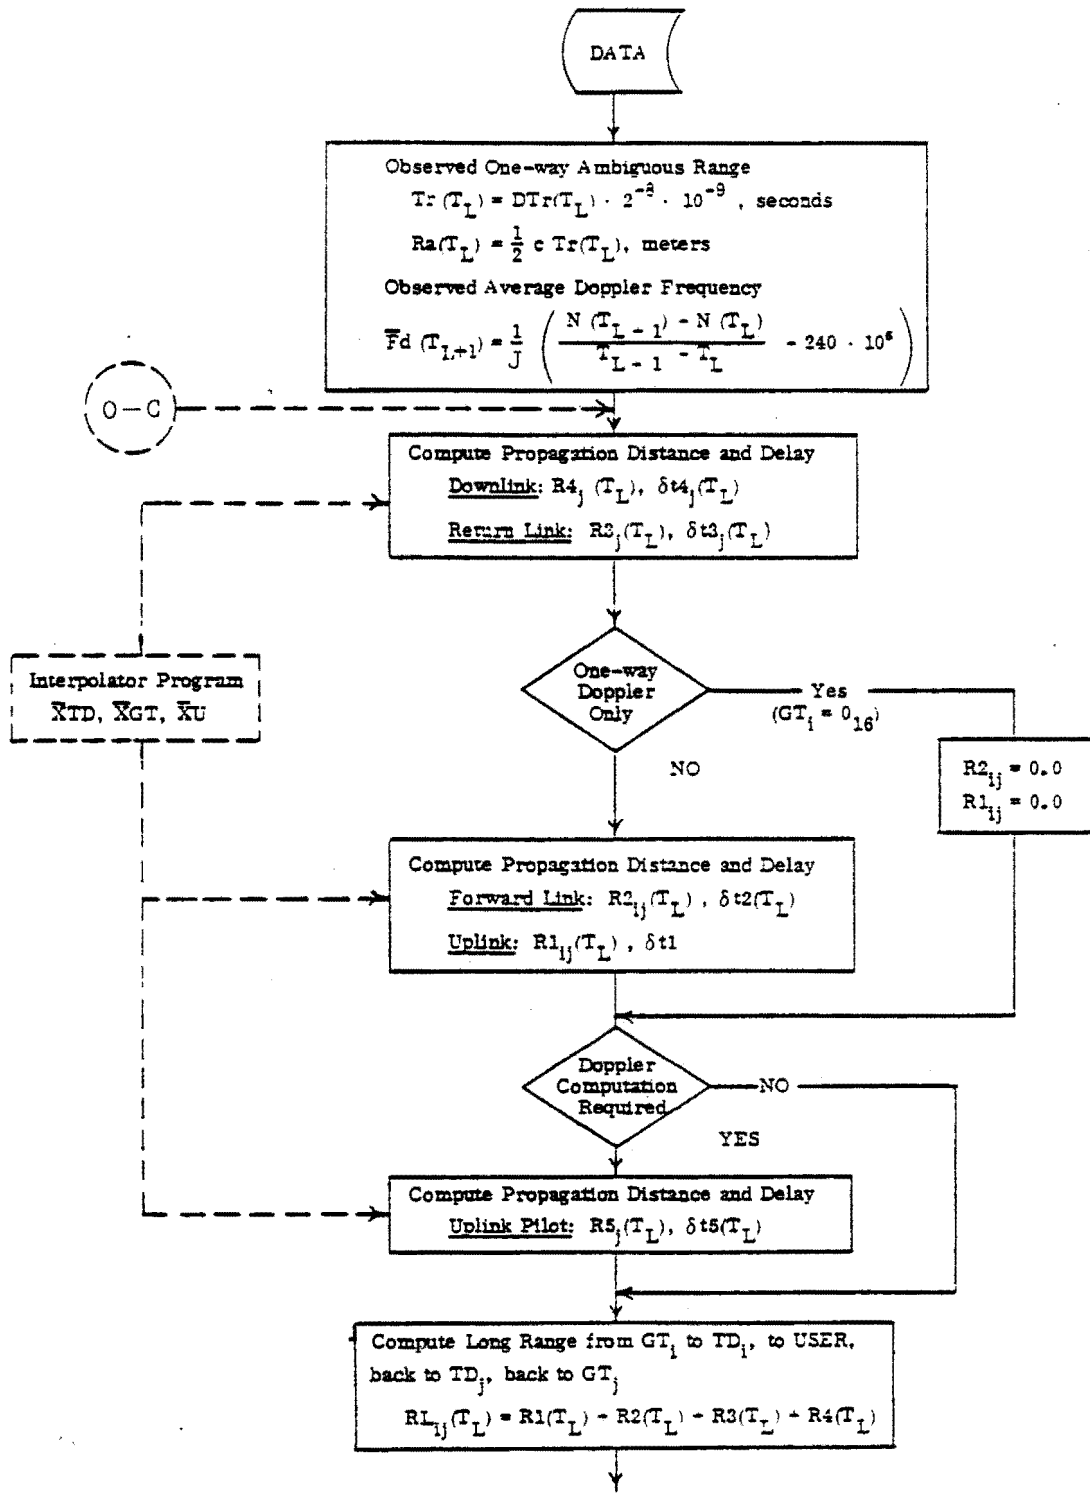 DATA
Observed One-way Ambiguous Range
Tr (T_L) = DTr(T_L) · 2^-8 · 10^-9 , seconds
Ra(T_L) = 1/2 c Tr(T_L), meters
Observed Average Doppler Frequency
F̅d (T_L+1) = 1/J ( (N (T_L - 1) - N (T_L)) / (T_L - 1 - T_L) - 240 · 10^6 )
O-C
Compute Propagation Distance and Delay
Downlink: R4_j (T_L), δt4_j(T_L)
Return Link: R3_j(T_L), δt3_j(T_L)
Interpolator Program
X̅TD, X̅GT, X̅U
One-way
Doppler
Only
Yes
(GT_i = 0_16)
NO
R2_ij = 0.0
R1_ij = 0.0
Compute Propagation Distance and Delay
Forward Link: R2_ij(T_L) , δt2(T_L)
Uplink: R1_ij(T_L) , δt1
Doppler
Computation
Required
NO
YES
Compute Propagation Distance and Delay
Uplink Pilot: R5_j(T_L), δt5(T_L)
Compute Long Range from GT_i to TD_i, to USER,
back to TD_j, back to GT_j
RL_ij(T_L) = R1(T_L) + R2(T_L) + R3(T_L) + R4(T_L)